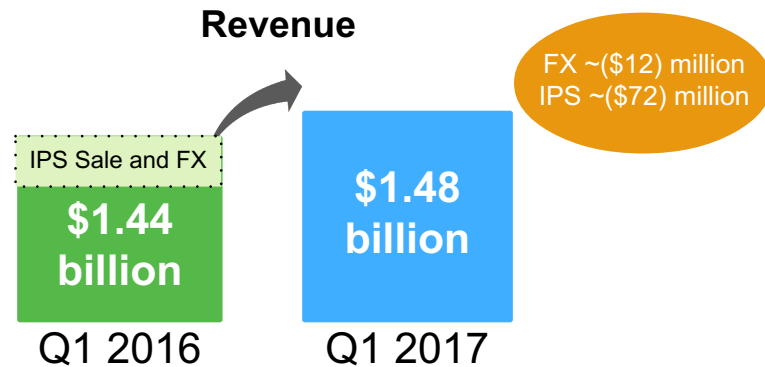 Revenue
FX ~($12) million
IPS ~($72) million
IPS Sale and FX
$1.44
billion
$1.48
billion
Q1 2016
Q1 2017